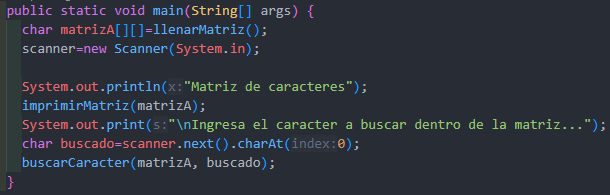 public static void main(String[] args) {
char matrizA[][]=llenarMatriz();
scanner=new Scanner(System.in);
System.out.println(x:"Matriz de caracteres");
imprimirMatriz(matrizA);
System.out.print(s:"\nIngresa el caracter a buscar dentro de la matriz...");
char buscado=scanner.next().charAt(index:0);
buscarCaracter(matrizA, buscado);
}